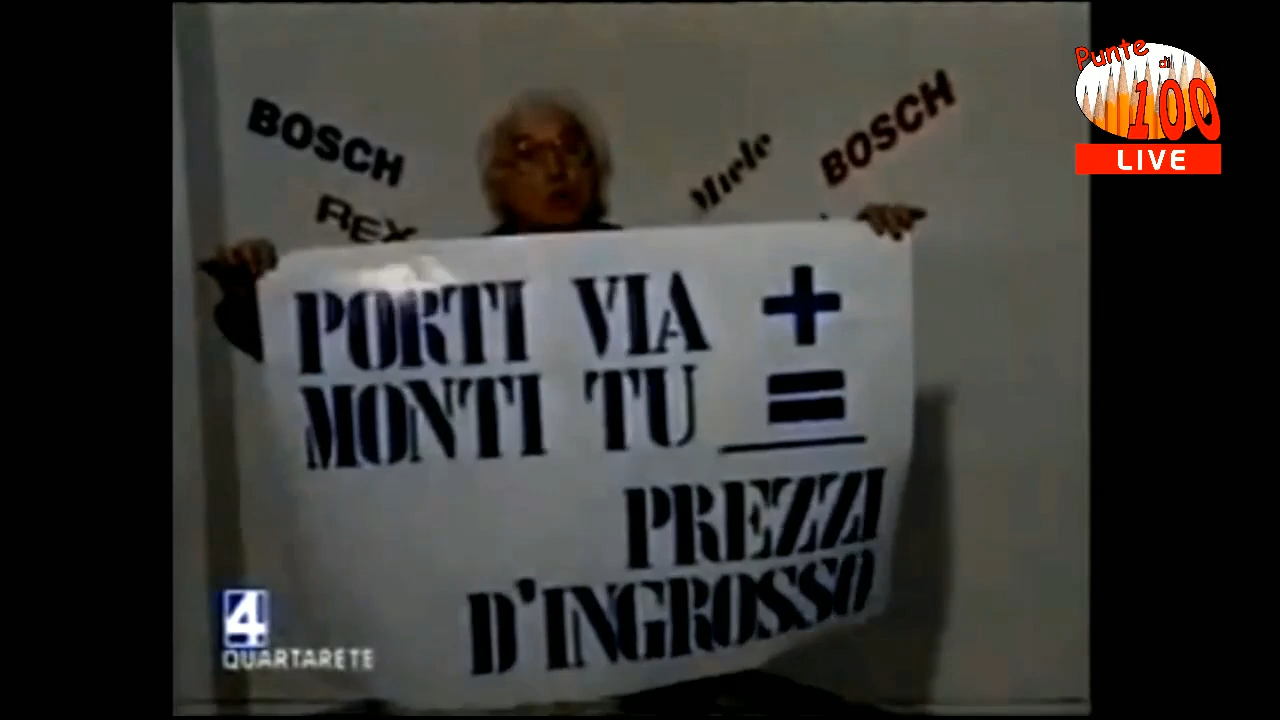 Punte
di
100
LIVE
BOSCH
BOSCH
Miele
REX
PORTI VIA +
MONTI TU =
PREZZI
D'INGROSSO
4
QUARTARETE